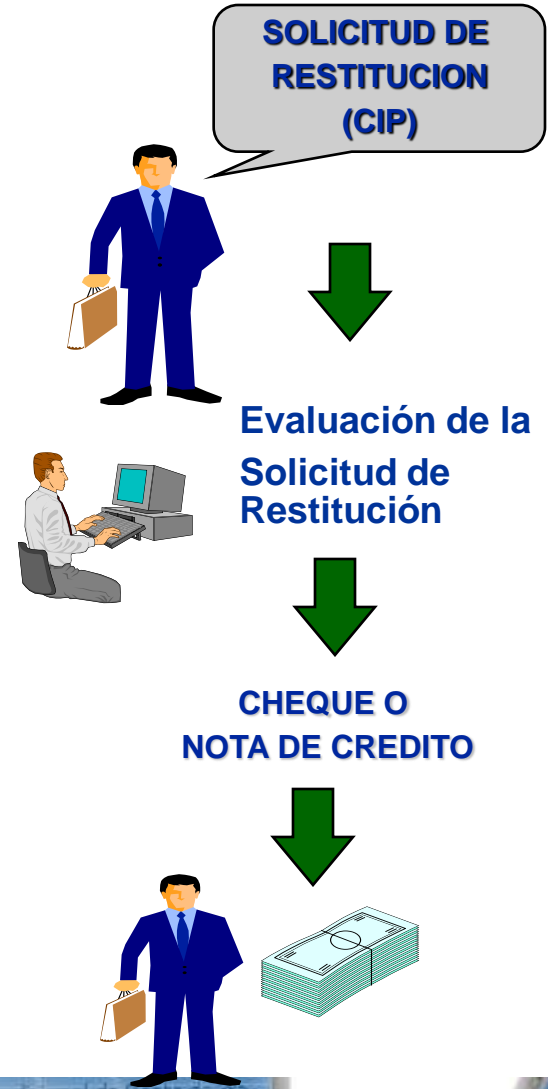 SOLICITUD DE
RESTITUCION
(CIP)
Evaluación de la
Solicitud de
Restitución
CHEQUE O
NOTA DE CREDITO